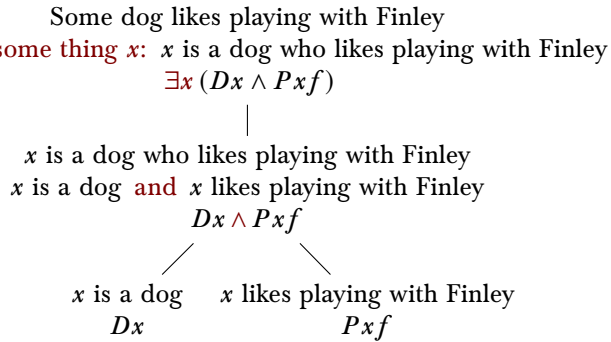 Some dog likes playing with Finley
some thing x: x is a dog who likes playing with Finley
∃x (Dx ∧ Pxf)
x is a dog who likes playing with Finley
x is a dog and x likes playing with Finley
Dx ∧ Pxf
x is a dog x likes playing with Finley
Dx Pxf